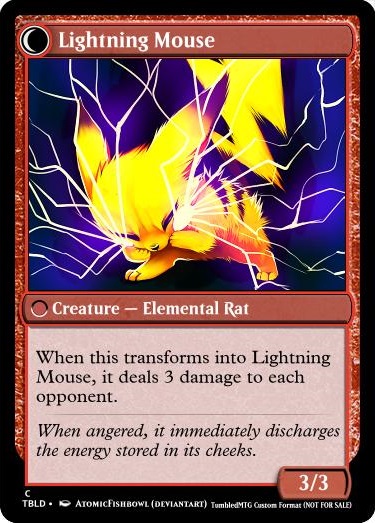 Lightning Mouse
Creature — Elemental Rat
When this transforms into Lightning
Mouse, it deals 3 damage to each
opponent.
When angered, it immediately discharges
the energy stored in its cheeks.
3/3
C
TBLD • AtomicFishbowl (deviantart) TumbledMTG Custom Format (NOT FOR SALE)